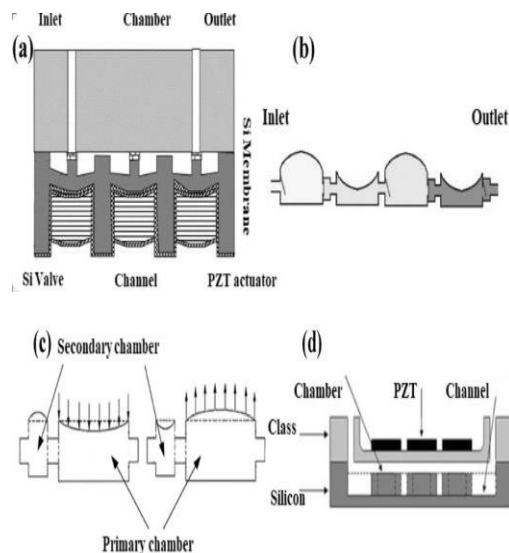 Inlet Chamber Outlet
(a)
Si Membrane
Si Valve Channel PZT actuator
(b)
Inlet Outlet
(c)
Secondary chamber
Primary chamber
(d)
Chamber PZT Channel
Class
Silicon